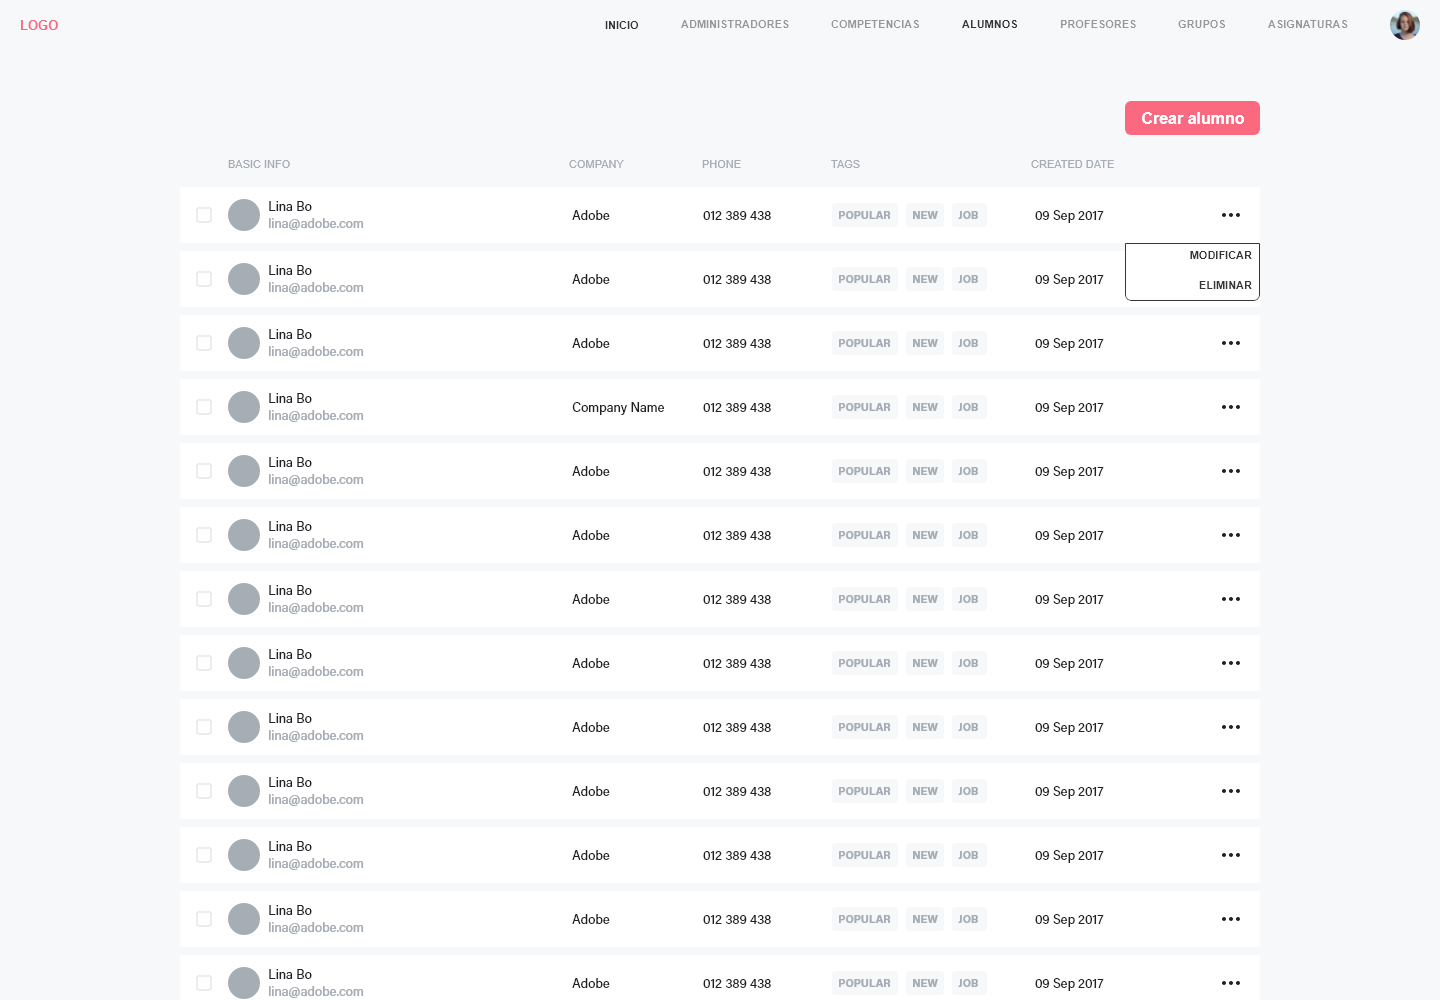 LOGO INICIO ADMINISTRADORES COMPETENCIAS ALUMNOS PROFESORES GRUPOS ASIGNATURAS
Crear alumno
BASIC INFO COMPANY PHONE TAGS CREATED DATE
Lina Bo
lina@adobe.com
Adobe 012 389 438 POPULAR NEW JOB 09 Sep 2017
MODIFICAR
ELIMINAR
Lina Bo
lina@adobe.com
Adobe 012 389 438 POPULAR NEW JOB 09 Sep 2017
Lina Bo
lina@adobe.com
Adobe 012 389 438 POPULAR NEW JOB 09 Sep 2017
Lina Bo
lina@adobe.com
Company Name 012 389 438 POPULAR NEW JOB 09 Sep 2017
Lina Bo
lina@adobe.com
Adobe 012 389 438 POPULAR NEW JOB 09 Sep 2017
Lina Bo
lina@adobe.com
Adobe 012 389 438 POPULAR NEW JOB 09 Sep 2017
Lina Bo
lina@adobe.com
Adobe 012 389 438 POPULAR NEW JOB 09 Sep 2017
Lina Bo
lina@adobe.com
Adobe 012 389 438 POPULAR NEW JOB 09 Sep 2017
Lina Bo
lina@adobe.com
Adobe 012 389 438 POPULAR NEW JOB 09 Sep 2017
Lina Bo
lina@adobe.com
Adobe 012 389 438 POPULAR NEW JOB 09 Sep 2017
Lina Bo
lina@adobe.com
Adobe 012 389 438 POPULAR NEW JOB 09 Sep 2017
Lina Bo
lina@adobe.com
Adobe 012 389 438 POPULAR NEW JOB 09 Sep 2017
Lina Bo
lina@adobe.com
Adobe 012 389 438 POPULAR NEW JOB 09 Sep 2017